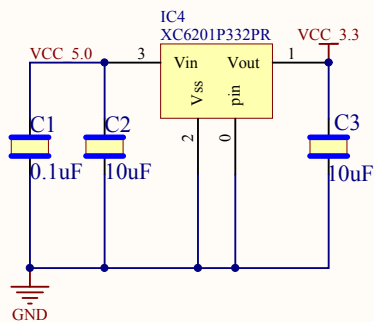 IC4
XC6201P332PR
VCC_5.0
3
Vin
Vout
1
VCC_3.3
Vss
pin
2
0
C1
0.1uF
C2
10uF
C3
10uF
GND